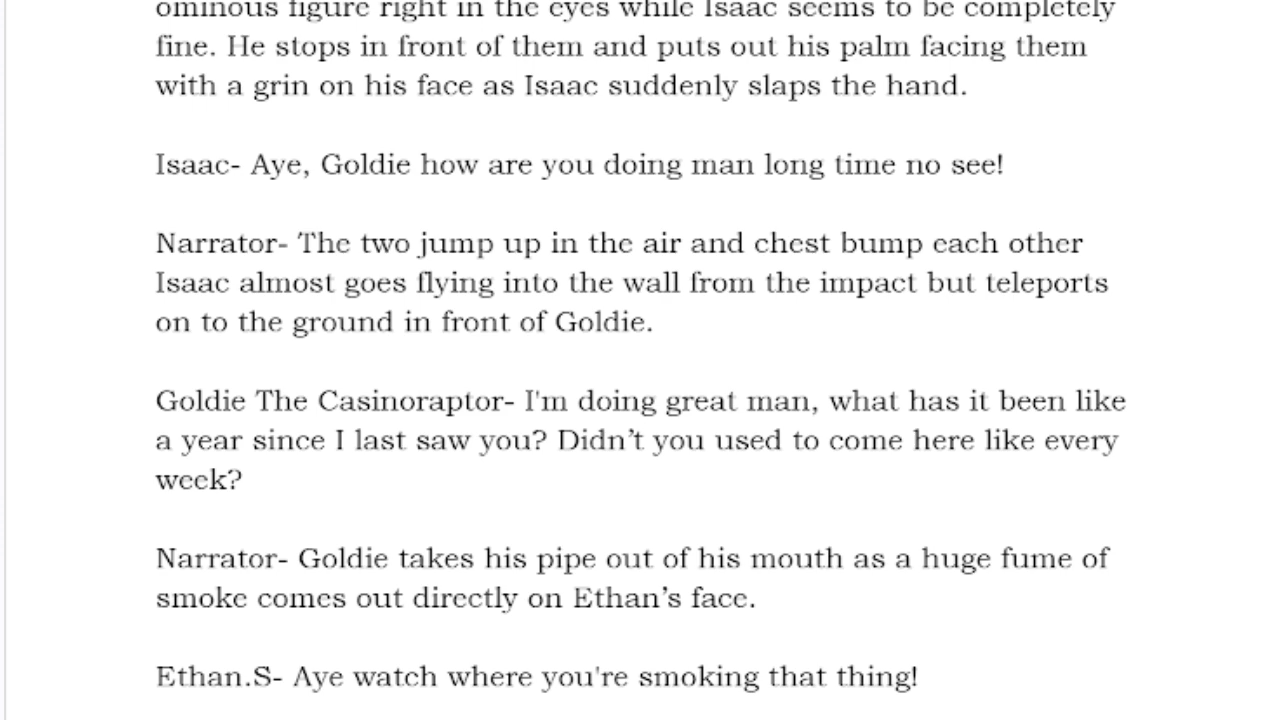 ominous figure right in the eyes while Isaac seems to be completely
fine. He stops in front of them and puts out his palm facing them
with a grin on his face as Isaac suddenly slaps the hand.
Isaac- Aye, Goldie how are you doing man long time no see!
Narrator- The two jump up in the air and chest bump each other
Isaac almost goes flying into the wall from the impact but teleports
on to the ground in front of Goldie.
Goldie The Casinoraptor- I'm doing great man, what has it been like
a year since I last saw you? Didn’t you used to come here like every
week?
Narrator- Goldie takes his pipe out of his mouth as a huge fume of
smoke comes out directly on Ethan’s face.
Ethan.S- Aye watch where you're smoking that thing!